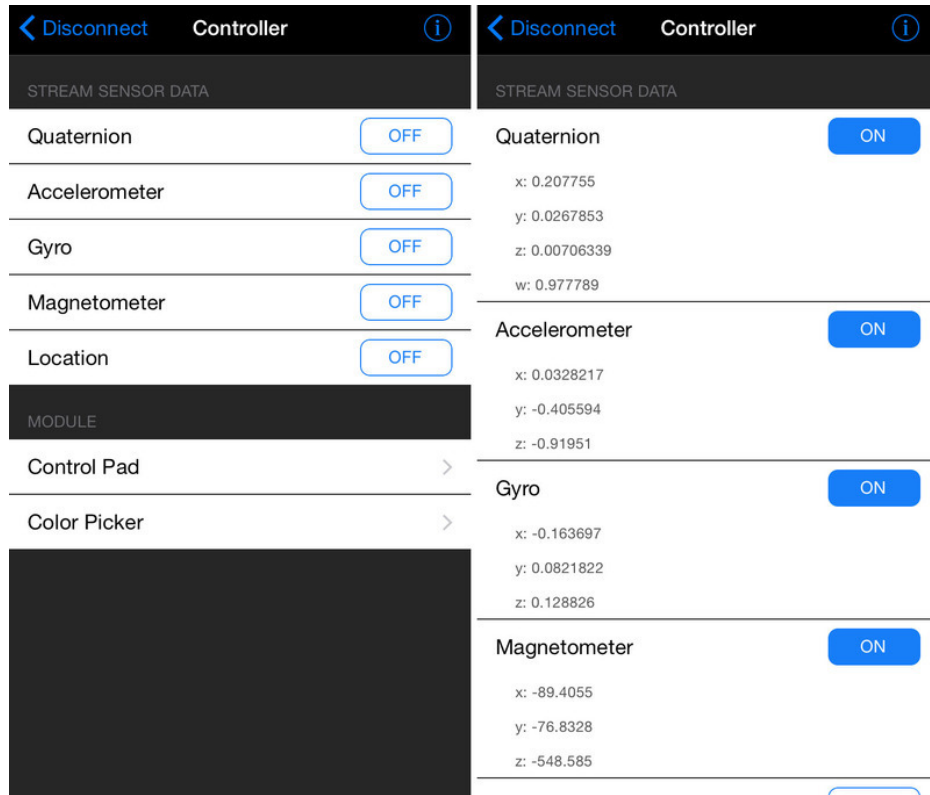 Disconnect Controller
STREAM SENSOR DATA
Quaternion OFF
Accelerometer OFF
Gyro OFF
Magnetometer OFF
Location OFF
MODULE
Control Pad
Color Picker
Disconnect Controller
STREAM SENSOR DATA
Quaternion ON
x: 0.207755
y: 0.0267853
z: 0.00706339
w: 0.977789
Accelerometer ON
x: 0.0328217
y: -0.405594
z: -0.91951
Gyro ON
x: -0.163697
y: 0.0821822
z: 0.128826
Magnetometer ON
x: -89.4055
y: -76.8328
z: -548.585